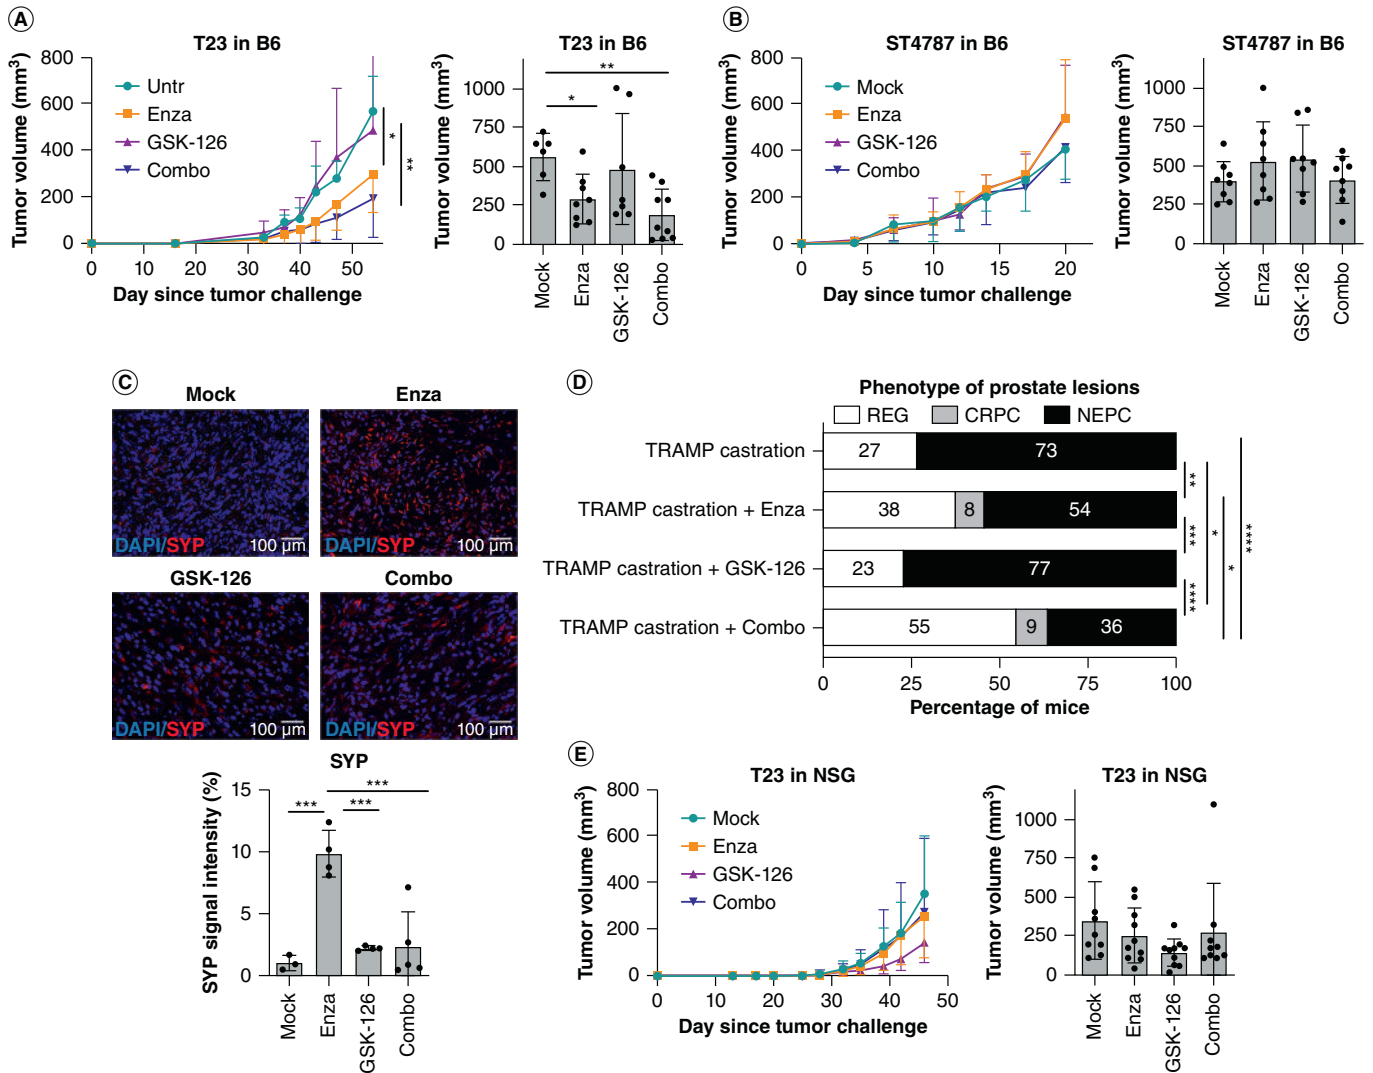 A
T23 in B6
Tumor volume (mm3)
800
600
400
200
0
Untr
Enza
GSK-126
Combo
*
**
0 10 20 30 40 50
Day since tumor challenge
T23 in B6
Tumor volume (mm3)
1000
750
500
250
0
**
*
Mock
Enza
GSK-126
Combo
B
ST4787 in B6
Tumor volume (mm3)
800
600
400
200
0
Mock
Enza
GSK-126
Combo
0 5 10 15 20
Day since tumor challenge
ST4787 in B6
Tumor volume (mm3)
1000
750
500
250
0
Mock
Enza
GSK-126
Combo
C
Mock
Enza
DAPI/SYP 100 µm
DAPI/SYP 100 µm
GSK-126
Combo
DAPI/SYP 100 µm
DAPI/SYP 100 µm
SYP
SYP signal intensity (%)
15
10
5
0
***
***
***
Mock
Enza
GSK-126
Combo
D
Phenotype of prostate lesions
REG CRPC NEPC
TRAMP castration 27 73
TRAMP castration + Enza 38 8 54
TRAMP castration + GSK-126 23 77
TRAMP castration + Combo 55 9 36
**
***
****
*
*
****
0 25 50 75 100
Percentage of mice
E
T23 in NSG
Tumor volume (mm3)
800
600
400
200
0
Mock
Enza
GSK-126
Combo
0 10 20 30 40 50
Day since tumor challenge
T23 in NSG
Tumor volume (mm3)
1000
750
500
250
0
Mock
Enza
GSK-126
Combo